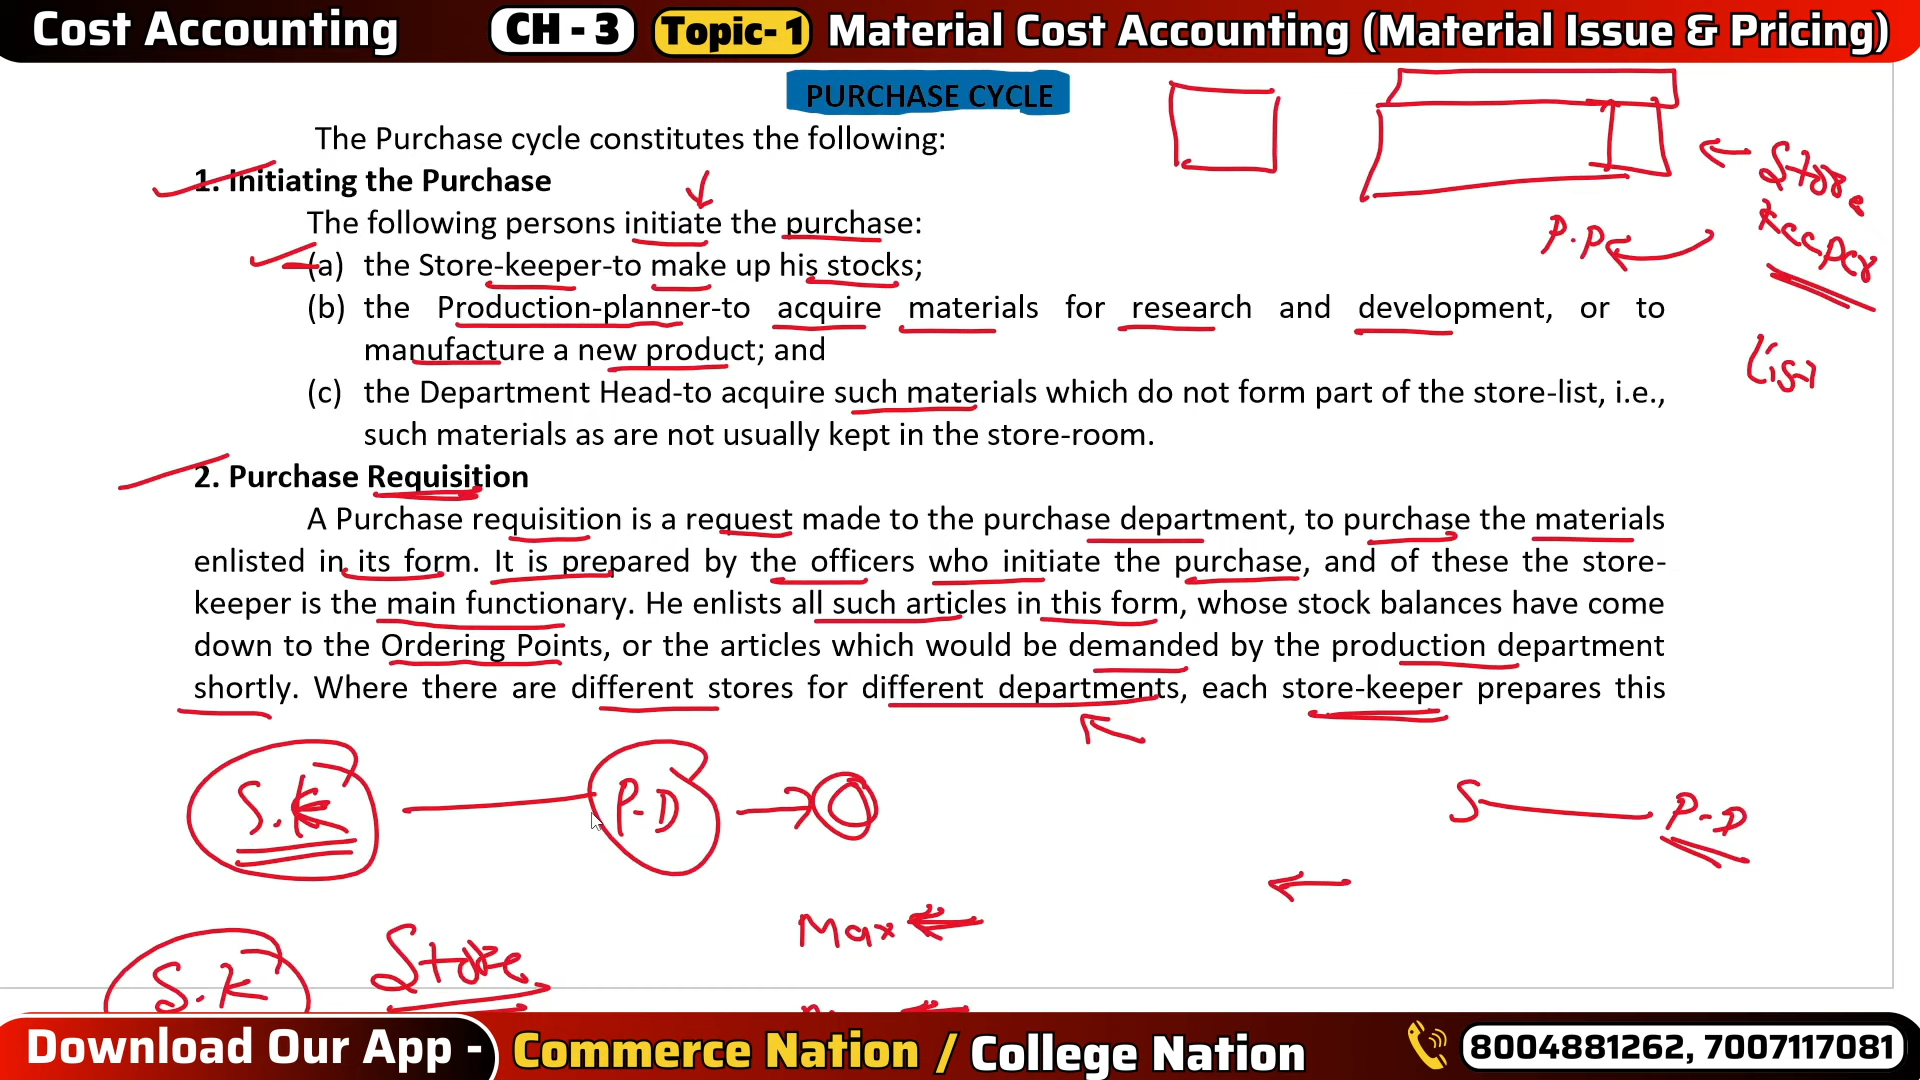 Cost Accounting CH - 3 Topic- 1 Material Cost Accounting (Material Issue & Pricing)
PURCHASE CYCLE
The Purchase cycle constitutes the following:
1. Initiating the Purchase
The following persons initiate the purchase:
(a) the Store-keeper-to make up his stocks;
(b) the Production-planner-to acquire materials for research and development, or to
manufacture a new product; and
(c) the Department Head-to acquire such materials which do not form part of the store-list, i.e.,
such materials as are not usually kept in the store-room.
Store
Keeper
P.P
List
2. Purchase Requisition
A Purchase requisition is a request made to the purchase department, to purchase the materials
enlisted in its form. It is prepared by the officers who initiate the purchase, and of these the store-
keeper is the main functionary. He enlists all such articles in this form, whose stock balances have come
down to the Ordering Points, or the articles which would be demanded by the production department
shortly. Where there are different stores for different departments, each store-keeper prepares this
S.K P-D S P-D
Max
S.K Store
Download Our App - Commerce Nation / College Nation 8004881262, 7007117081